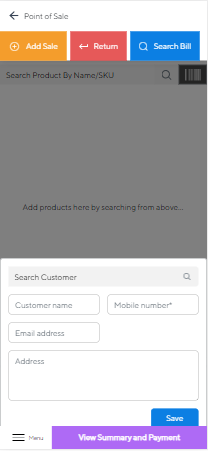 Point of Sale
Add Sale
Return
Search Bill
Search Product By Name/SKU
Add products here by searching from above...
Search Customer
Customer name
Mobile number*
Email address
Address
Save
Menu
View Summary and Payment